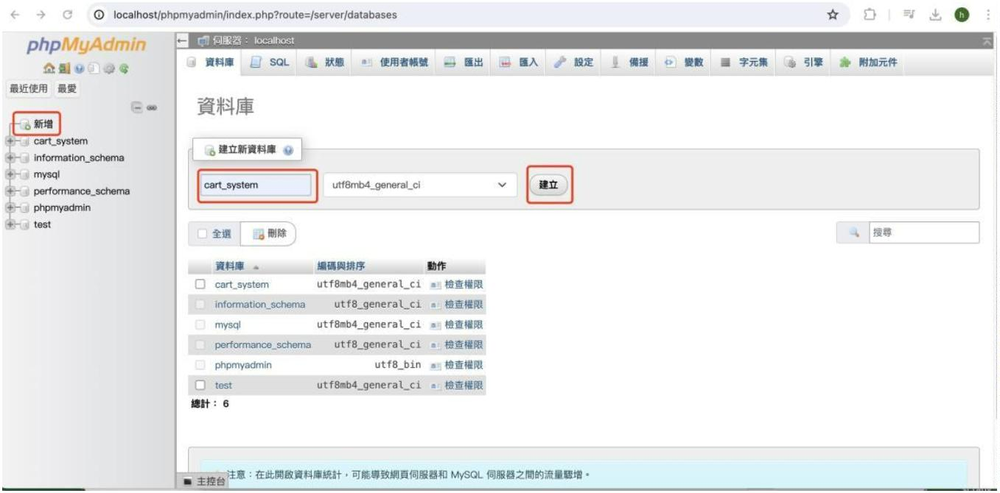 localhost/phpmyadmin/index.php?route=/server/databases
h
phpMyAdmin
最近使用 最愛
新增
cart_system
information_schema
mysql
performance_schema
phpmyadmin
test
伺服器： localhost
資料庫 SQL 狀態 使用者帳號 匯出 匯入 設定 備援 變數 字元集 引擎 附加元件
資料庫
建立新資料庫
cart_system utf8mb4_general_ci 建立
全選 刪除 搜尋
資料庫 編碼與排序 動作
cart_system utf8mb4_general_ci 檢查權限
information_schema utf8_general_ci 檢查權限
mysql utf8mb4_general_ci 檢查權限
performance_schema utf8_general_ci 檢查權限
phpmyadmin utf8_bin 檢查權限
test utf8mb4_general_ci 檢查權限
總計： 6
注意：在此開啟資料庫統計，可能導致網頁伺服器和 MySQL 伺服器之間的流量驟增。
主控台